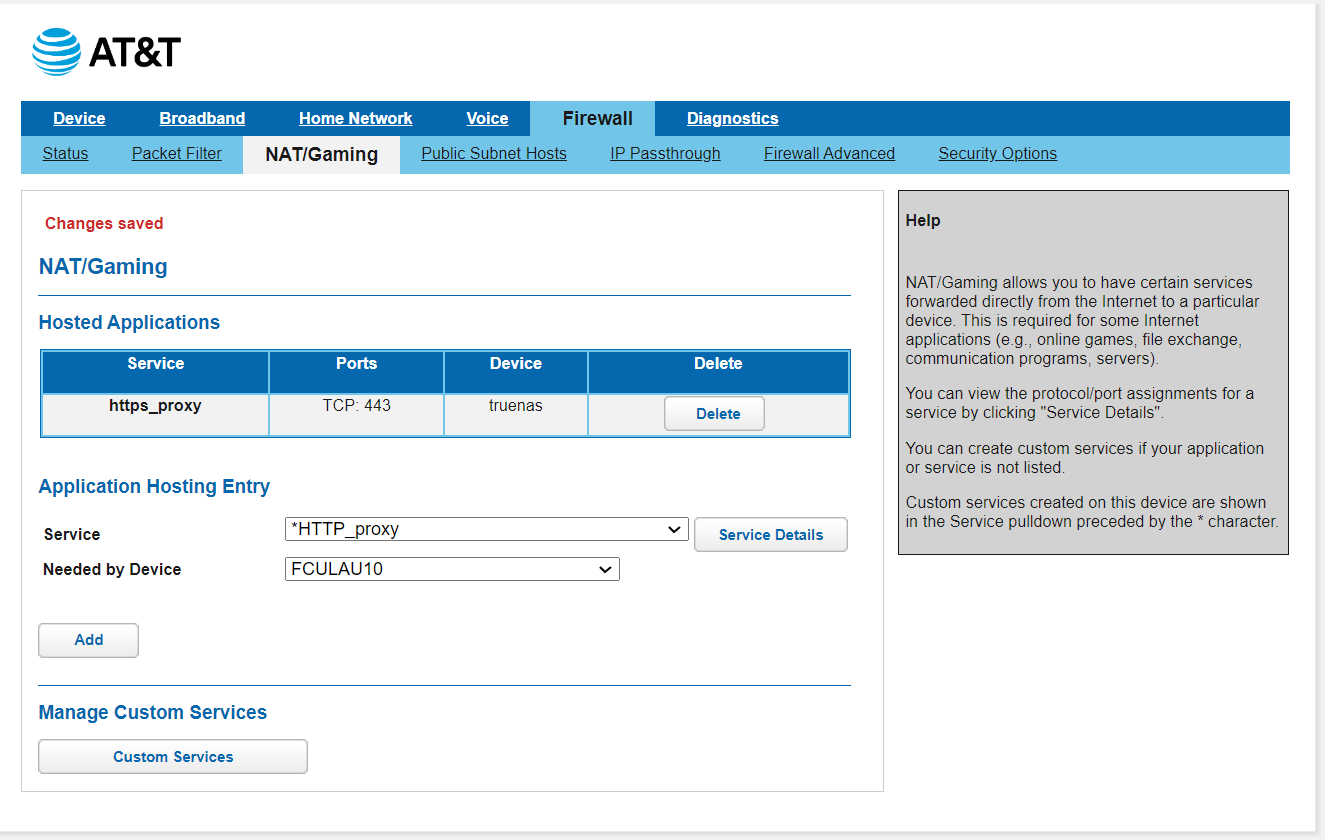 AT&T
Device Broadband Home Network Voice Firewall Diagnostics
Status Packet Filter NAT/Gaming Public Subnet Hosts IP Passthrough Firewall Advanced Security Options
Changes saved
NAT/Gaming
Hosted Applications
Service Ports Device Delete
https_proxy TCP: 443 truenas Delete
Application Hosting Entry
Service *HTTP_proxy Service Details
Needed by Device FCULAU10
Add
Manage Custom Services
Custom Services
Help
NAT/Gaming allows you to have certain services
forwarded directly from the Internet to a particular
device. This is required for some Internet
applications (e.g., online games, file exchange,
communication programs, servers).
You can view the protocol/port assignments for a
service by clicking "Service Details".
You can create custom services if your application
or service is not listed.
Custom services created on this device are shown
in the Service pulldown preceded by the * character.